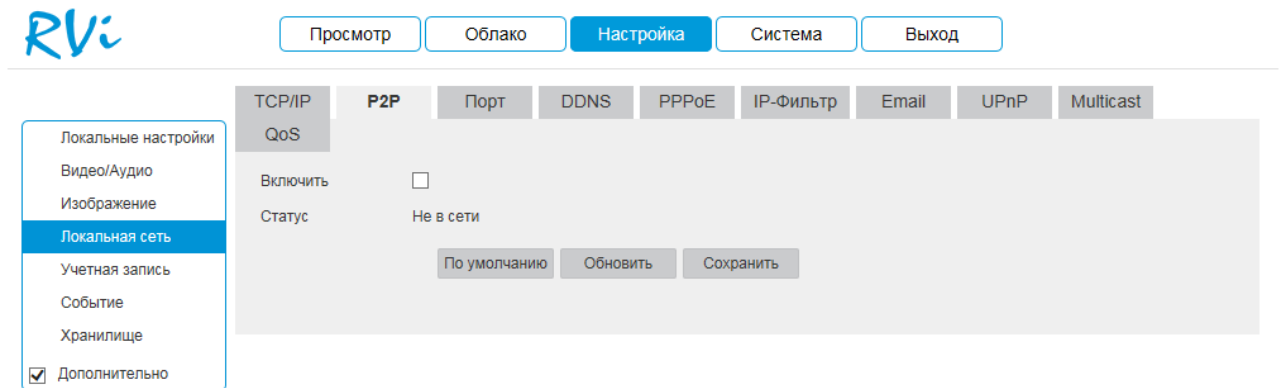 RVi
Просмотр Облако Настройка Система Выход
TCP/IP P2P Порт DDNS PPPoE IP-Фильтр Email UPnP Multicast
QoS
Локальные настройки
Видео/Аудио
Изображение
Локальная сеть
Учетная запись
Событие
Хранилище
Дополнительно
Включить
Статус Не в сети
По умолчанию Обновить Сохранить